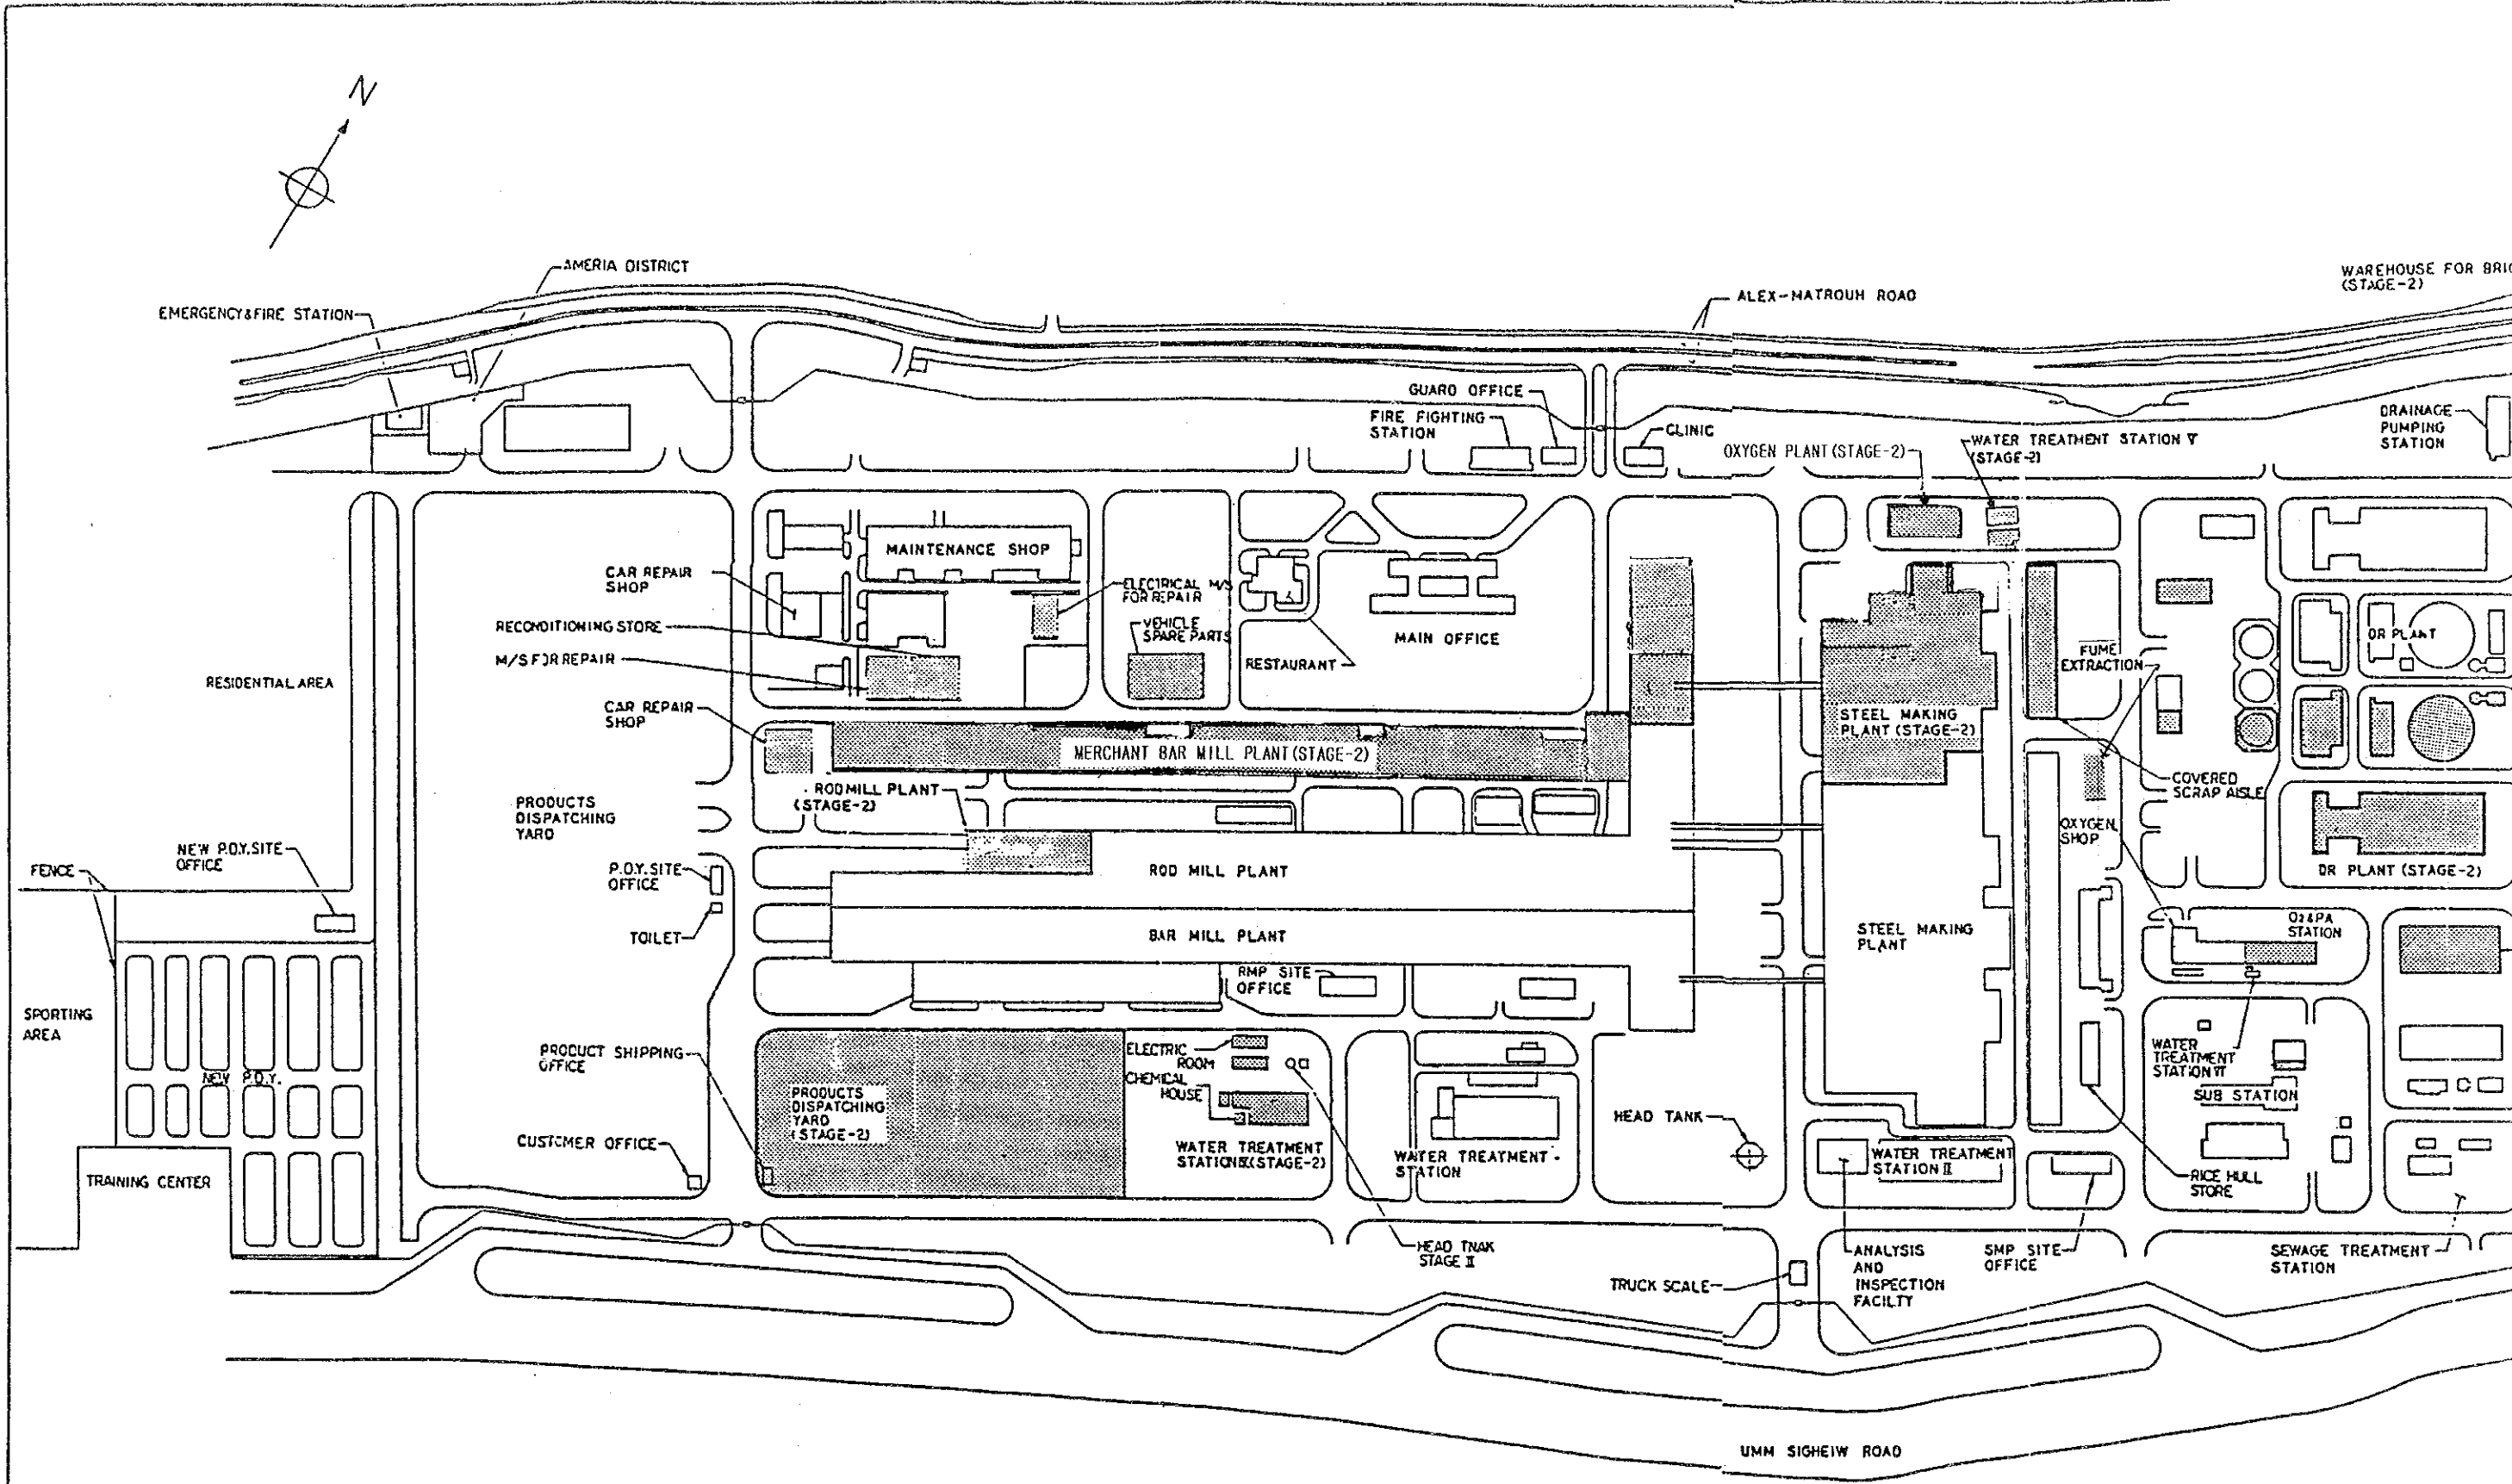 N
AMERIA DISTRICT
EMERGENCY&FIRE STATION
ALEX-MATROUH ROAD
WAREHOUSE FOR BRIC
(STAGE-2)
GUARD OFFICE
FIRE FIGHTING
STATION
CLINIC
OXYGEN PLANT(STAGE-2)
WATER TREATMENT STATION V
(STAGE-2)
DRAINAGE
PUMPING
STATION
MAINTENANCE SHOP
CAR REPAIR
SHOP
ELECTRICAL M/S
FOR REPAIR
RECONDITIONING STORE
VEHICLE
SPARE PARTS
M/S FOR REPAIR
RESTAURANT
MAIN OFFICE
DR PLANT
FUME
EXTRACTION
RESIDENTIAL AREA
CAR REPAIR
SHOP
STEEL MAKING
PLANT (STAGE-2)
MERCHANT BAR MILL PLANT(STAGE-2)
COVERED
SCRAP AISLE
RODMILL PLANT
(STAGE-2)
PRODUCTS
DISPATCHING
YARD
OXYGEN
SHOP
NEW P.D.Y.SITE
OFFICE
FENCE
P.D.Y.SITE
OFFICE
ROD MILL PLANT
DR PLANT (STAGE-2)
TOILET
BAR MILL PLANT
STEEL MAKING
PLANT
O2&PA
STATION
RMP SITE
OFFICE
SPORTING
AREA
PRODUCT SHIPPING
OFFICE
ELECTRIC
ROOM
CHEMICAL
HOUSE
NEW P.D.Y.
PRODUCTS
DISPATCHING
YARD
(STAGE-2)
WATER
TREATMENT
STATION VI
SUB STATION
HEAD TANK
CUSTOMER OFFICE
WATER TREATMENT
STATION (STAGE-2)
WATER TREATMENT
STATION
WATER TREATMENT
STATION II
TRAINING CENTER
RICE HULL
STORE
HEAD TNAK
STAGE II
TRUCK SCALE
ANALYSIS
AND
INSPECTION
FACILTY
SMP SITE
OFFICE
SEWAGE TREATMENT
STATION
UMM SIGHEIW ROAD